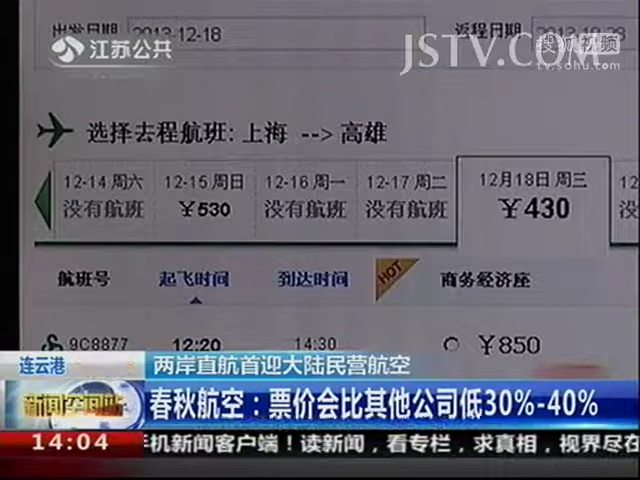 出发日期 2013-12-18 返程日期
江苏公共
JSTV.COM
搜狐视频
tv.sohu.com
选择去程航班: 上海 --> 高雄
12-14 周六 12-15 周日 12-16 周一 12-17 周二 12月18日 周三
没有航班 ¥530 没有航班 没有航班 ¥430
航班号 起飞时间 到达时间 HOT 商务经济座
9C8877 12:20 14:30 ¥850
连云港 两岸直航首迎大陆民营航空
新闻空间站 春秋航空：票价会比其他公司低30%-40%
14:04 手机新闻客户端！读新闻，看专栏，求真相，视界尽在